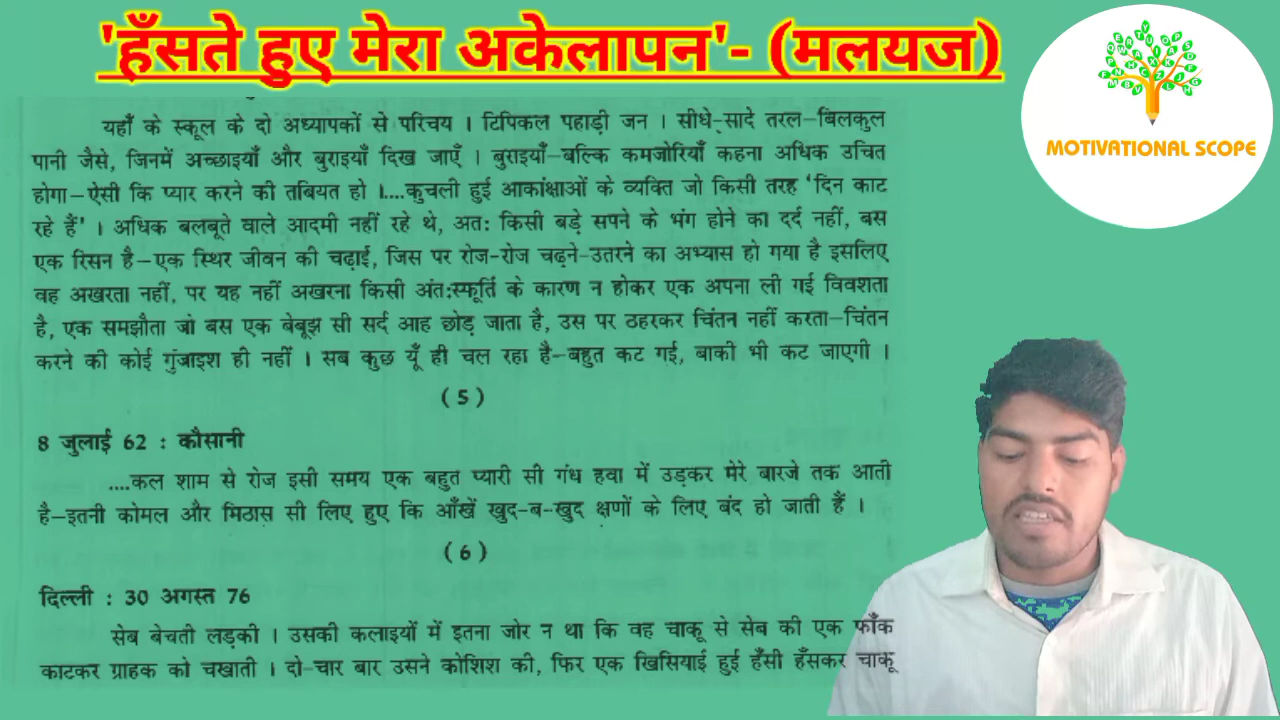 'हँसते हुए मेरा अकेलापन'- (मलयज)
MOTIVATIONAL SCOPE
यहाँ के स्कूल के दो अध्यापकों से परिचय । टिपिकल पहाड़ी जन । सीधे-सादे तरल–बिलकुल
पानी जैसे, जिनमें अच्छाइयाँ और बुराइयाँ दिख जाएँ । बुराइयाँ–बल्कि कमजोरियाँ कहना अधिक उचित
होगा–ऐसी कि प्यार करने की तबियत हो ।....कुचली हुई आकांक्षाओं के व्यक्ति जो किसी तरह 'दिन काट
रहे हैं' । अधिक बलबूते वाले आदमी नहीं रहे थे, अतः किसी बड़े सपने के भंग होने का दर्द नहीं, बस
एक रिसन है–एक स्थिर जीवन की चढ़ाई, जिस पर रोज-रोज चढ़ने-उतरने का अभ्यास हो गया है इसलिए
वह अखरता नहीं, पर यह नहीं अखरना किसी अंतःस्फूर्ति के कारण न होकर एक अपना ली गई विवशता
है, एक समझौता जो बस एक बेबूझ सी सर्द आह छोड़ जाता है, उस पर ठहरकर चिंतन नहीं करता–चिंतन
करने की कोई गुंजाइश ही नहीं । सब कुछ यूँ ही चल रहा है–बहुत कट गई, बाकी भी कट जाएगी ।
(5)
8 जुलाई 62 : कौसानी
....कल शाम से रोज इसी समय एक बहुत प्यारी सी गंध हवा में उड़कर मेरे बारजे तक आती
है–इतनी कोमल और मिठास सी लिए हुए कि आँखें खुद-ब-खुद क्षणों के लिए बंद हो जाती हैं ।
(6)
दिल्ली : 30 अगस्त 76
सेब बेचती लड़की । उसकी कलाइयों में इतना जोर न था कि वह चाकू से सेब की एक फाँक
काटकर ग्राहक को चखाती । दो-चार बार उसने कोशिश की, फिर एक खिसियाई हुई हँसी हँसकर चाकू